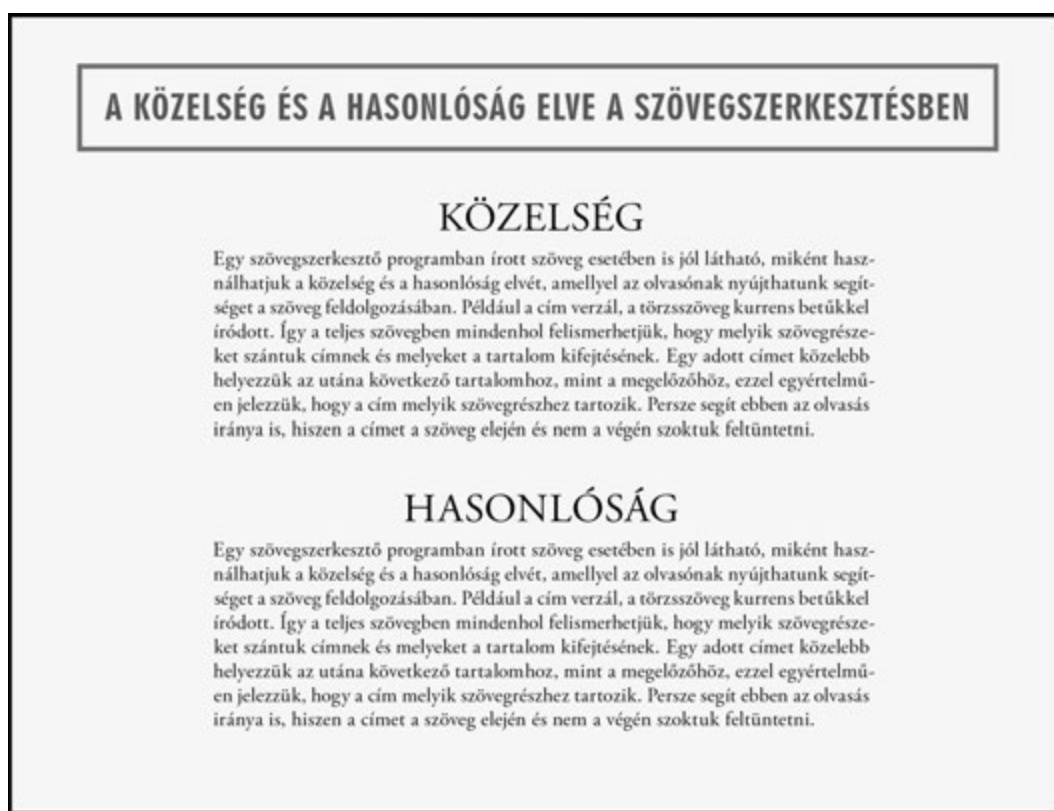 A KÖZELSÉG ÉS A HASONLÓSÁG ELVE A SZÖVEGSZERKESZTÉSBEN
KÖZELSÉG
Egy szövegszerkesztő programban írott szöveg esetében is jól látható, miként hasz-
nálhatjuk a közelség és a hasonlóság elvét, amellyel az olvasónak nyújthatunk segít-
séget a szöveg feldolgozásában. Például a cím verzál, a törzsszöveg kurrens betűkkel
íródott. Így a teljes szövegben mindenhol felismerhetjük, hogy melyik szövegrésze-
ket szántuk címnek és melyeket a tartalom kifejtésének. Egy adott címet közelebb
helyezzük az utána következő tartalomhoz, mint a megelőzőhöz, ezzel egyértelmű-
en jelezzük, hogy a cím melyik szövegrészhez tartozik. Persze segít ebben az olvasás
iránya is, hiszen a címet a szöveg elején és nem a végén szoktuk feltüntetni.
HASONLÓSÁG
Egy szövegszerkesztő programban írott szöveg esetében is jól látható, miként hasz-
nálhatjuk a közelség és a hasonlóság elvét, amellyel az olvasónak nyújthatunk segít-
séget a szöveg feldolgozásában. Például a cím verzál, a törzsszöveg kurrens betűkkel
íródott. Így a teljes szövegben mindenhol felismerhetjük, hogy melyik szövegrésze-
ket szántuk címnek és melyeket a tartalom kifejtésének. Egy adott címet közelebb
helyezzük az utána következő tartalomhoz, mint a megelőzőhöz, ezzel egyértelmű-
en jelezzük, hogy a cím melyik szövegrészhez tartozik. Persze segít ebben az olvasás
iránya is, hiszen a címet a szöveg elején és nem a végén szoktuk feltüntetni.